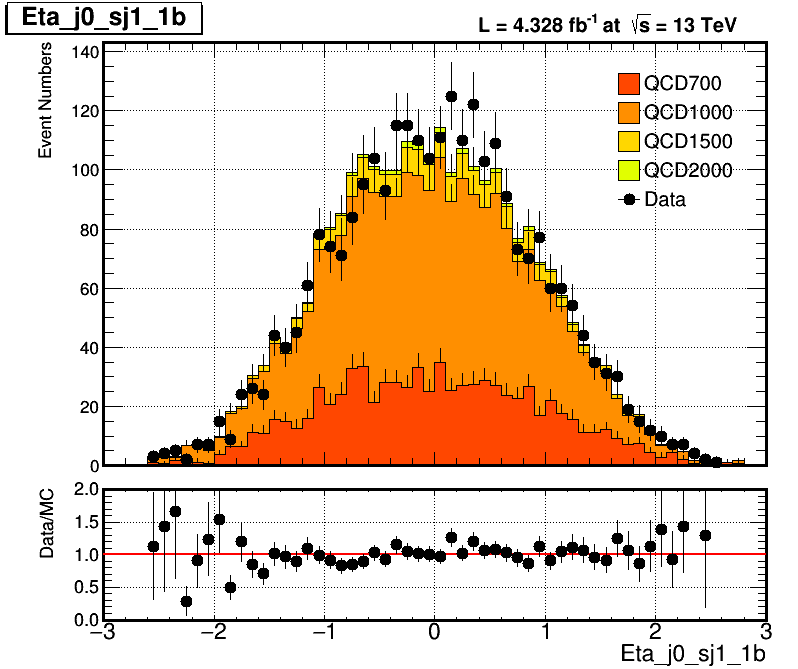 Eta_j0_sj1_1b
L = 4.328 fb-1 at √s = 13 TeV
Event Numbers
140
120
100
80
60
40
20
0
QCD700
QCD1000
QCD1500
QCD2000
Data
Data/MC
2.0
1.5
1.0
0.5
0.0
−3 −2 −1 0 1 2 3
Eta_j0_sj1_1b